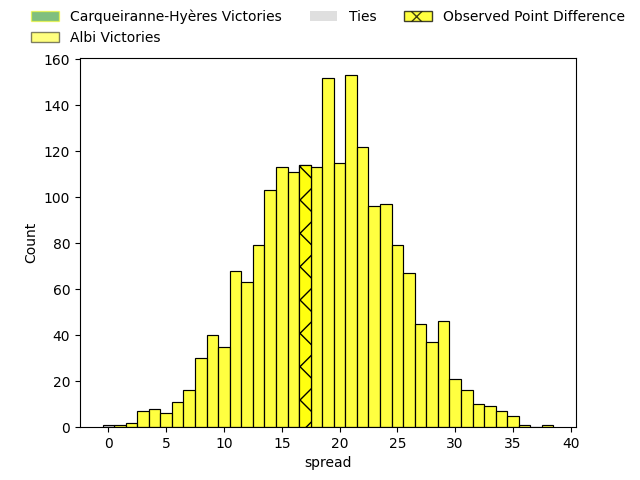 Carqueiranne-Hyères Victories
Ties
Observed Point Difference
Albi Victories
160
140
120
100
80
60
40
20
0
Count
0 5 10 15 20 25 30 35 40
spread